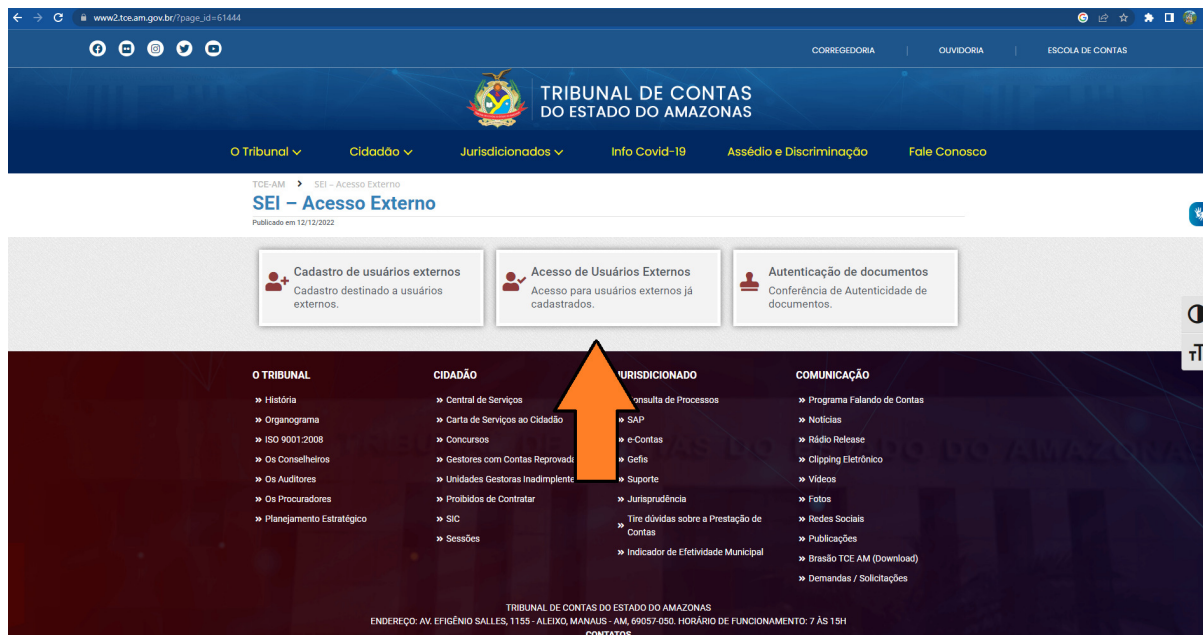 www2.tce.am.gov.br/?page_id=61444
CORREGEDORIA | OUVIDORIA | ESCOLA DE CONTAS
TRIBUNAL DE CONTAS
DO ESTADO DO AMAZONAS
O Tribunal Cidadão Jurisdicionados Info Covid-19 Assédio e Discriminação Fale Conosco
TCE-AM > SEI – Acesso Externo
SEI – Acesso Externo
Publicado em 12/12/2022
Cadastro de usuários externos
Cadastro destinado a usuários
externos.
Acesso de Usuários Externos
Acesso para usuários externos já
cadastrados.
Autenticação de documentos
Conferência de Autenticidade de
documentos.
O TRIBUNAL
» História
» Organograma
» ISO 9001:2008
» Os Conselheiros
» Os Auditores
» Os Procuradores
» Planejamento Estratégico
CIDADÃO
» Central de Serviços
» Carta de Serviços ao Cidadão
» Concursos
» Gestores com Contas Reprovada
» Unidades Gestoras Inadimplente
» Proibidos de Contratar
» SIC
» Sessões
JURISDICIONADO
Consulta de Processos
» SAP
» e-Contas
» Gefis
» Suporte
» Jurisprudência
» Tire dúvidas sobre a Prestação de
Contas
» Indicador de Efetividade Municipal
COMUNICAÇÃO
» Programa Falando de Contas
» Notícias
» Rádio Release
» Clipping Eletrônico
» Vídeos
» Fotos
» Redes Sociais
» Publicações
» Brasão TCE AM (Download)
» Demandas / Solicitações
TRIBUNAL DE CONTAS DO ESTADO DO AMAZONAS
ENDEREÇO: AV. EFIGÊNIO SALLES, 1155 - ALEIXO, MANAUS - AM, 69057-050. HORÁRIO DE FUNCIONAMENTO: 7 ÀS 15H
CONTATOS